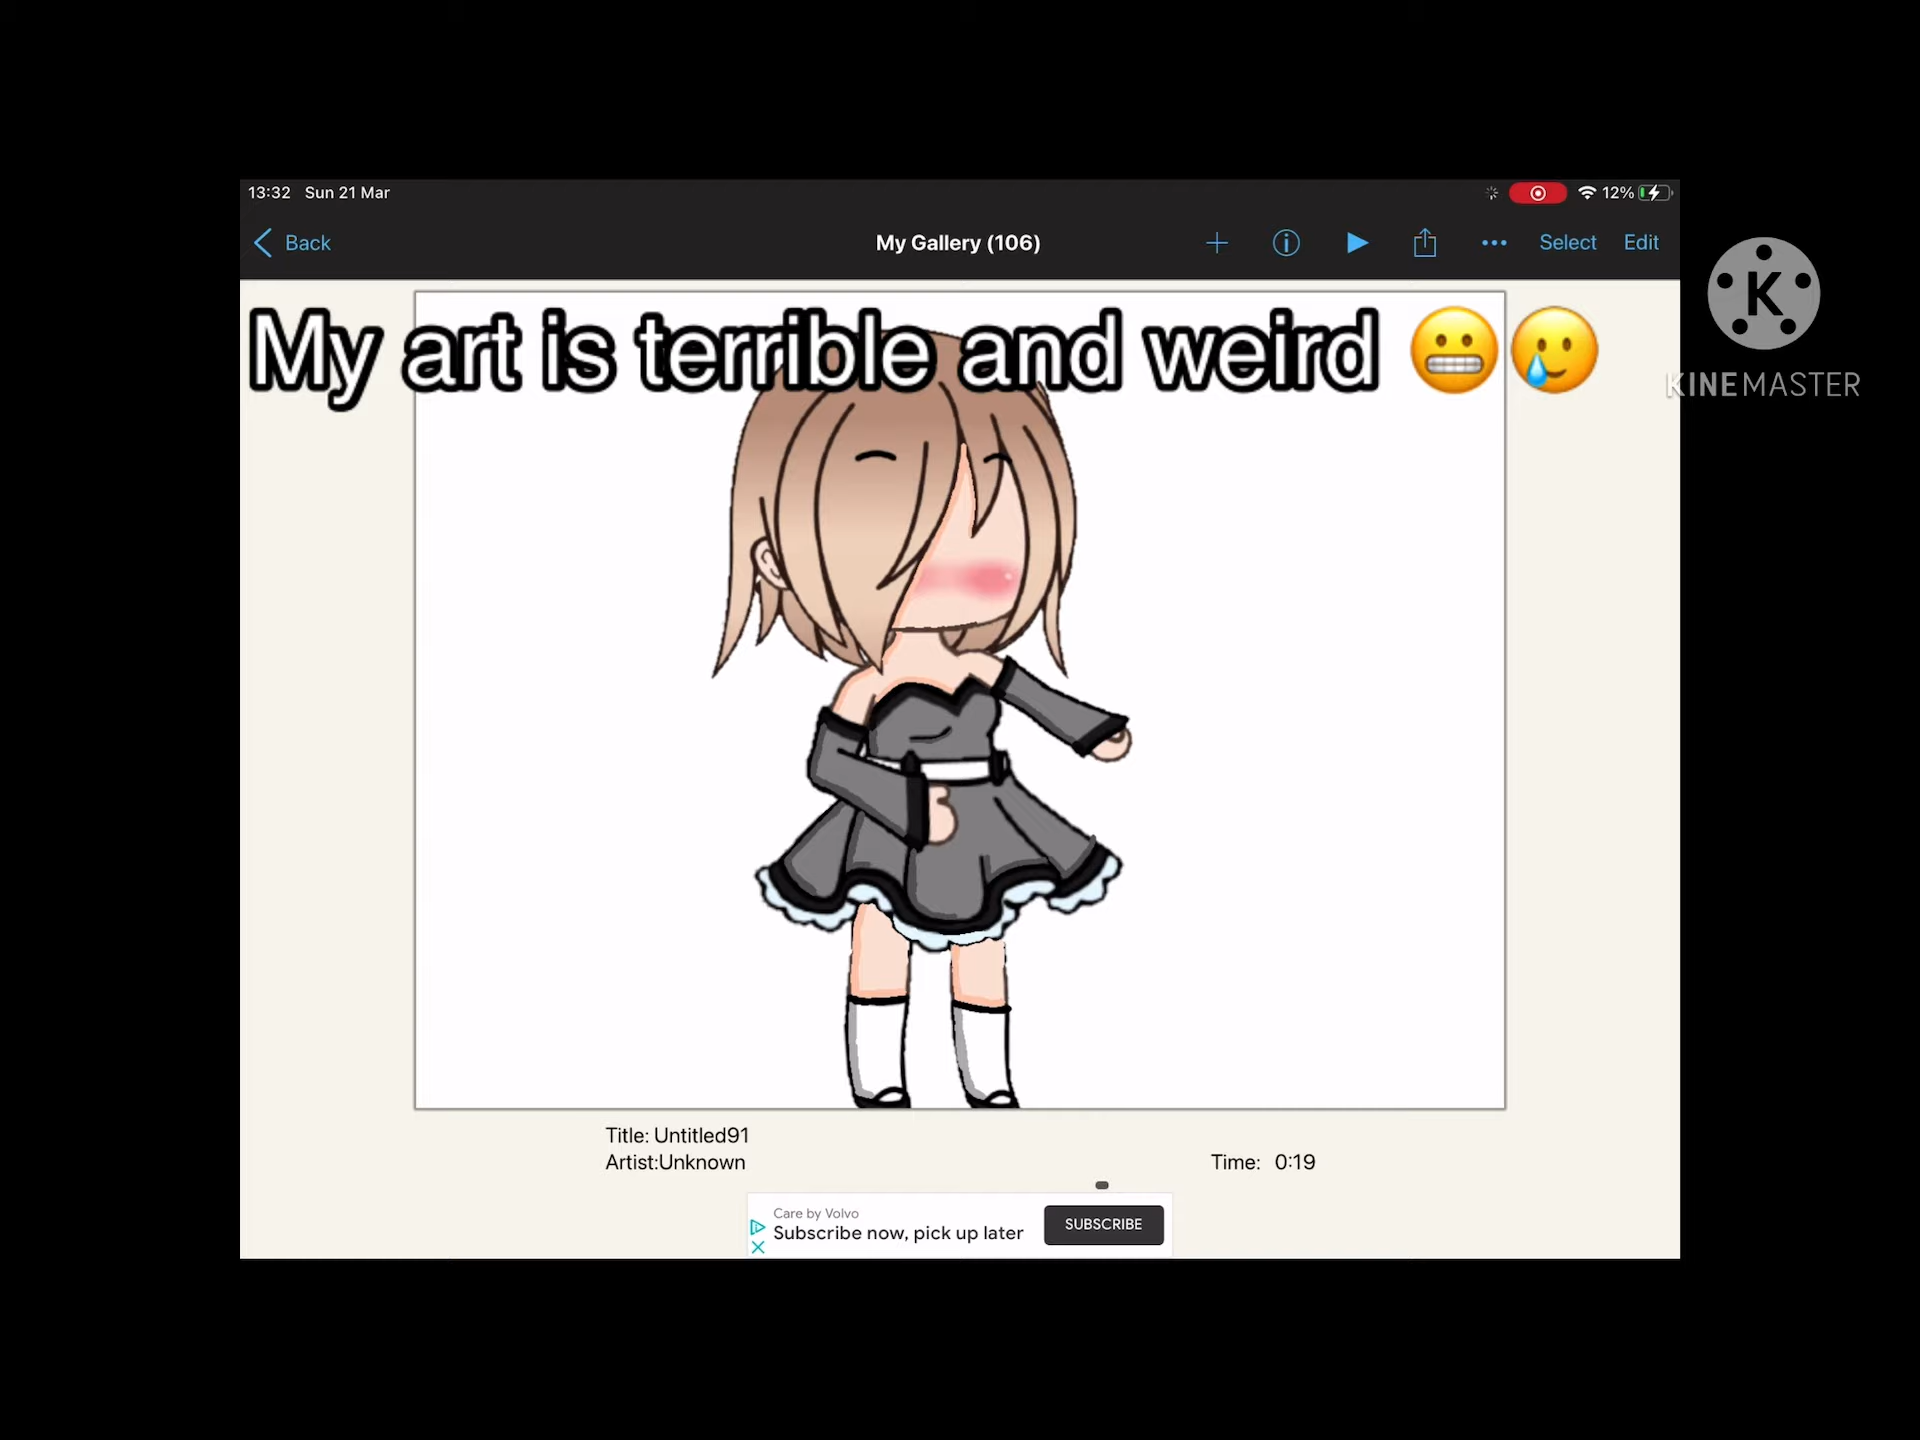 13:32 Sun 21 Mar
12%
Back
My Gallery (106)
Select
Edit
My art is terrible and weird 😬🥲
K
KINEMASTER
Title: Untitled91
Artist:Unknown
Time: 0:19
Care by Volvo
Subscribe now, pick up later
SUBSCRIBE